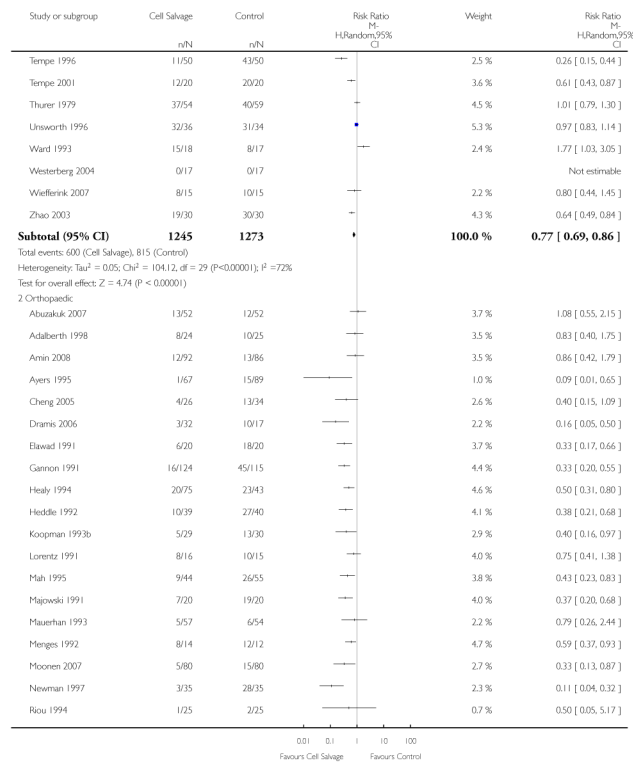 Study or subgroup Cell Salvage Control Risk Ratio Weight Risk Ratio
n/N n/N M-H,Random,95% CI M-H,Random,95% CI
Tempe 1996 11/50 43/50 2.5 % 0.26 [ 0.15, 0.44 ]
Tempe 2001 12/20 20/20 3.6 % 0.61 [ 0.43, 0.87 ]
Thurer 1979 37/54 40/59 4.5 % 1.01 [ 0.79, 1.30 ]
Unsworth 1996 32/36 31/34 5.3 % 0.97 [ 0.83, 1.14 ]
Ward 1993 15/18 8/17 2.4 % 1.77 [ 1.03, 3.05 ]
Westerberg 2004 0/17 0/17 Not estimable
Wiefferink 2007 8/15 10/15 2.2 % 0.80 [ 0.44, 1.45 ]
Zhao 2003 19/30 30/30 4.3 % 0.64 [ 0.49, 0.84 ]
Subtotal (95% CI) 1245 1273 100.0 % 0.77 [ 0.69, 0.86 ]
Total events: 600 (Cell Salvage), 815 (Control)
Heterogeneity: Tau² = 0.05; Chi² = 104.12, df = 29 (P<0.00001); I² =72%
Test for overall effect: Z = 4.74 (P < 0.00001)
2 Orthopaedic
Abuzakuk 2007 13/52 12/52 3.7 % 1.08 [ 0.55, 2.15 ]
Adalberth 1998 8/24 10/25 3.5 % 0.83 [ 0.40, 1.75 ]
Amin 2008 12/92 13/86 3.5 % 0.86 [ 0.42, 1.79 ]
Ayers 1995 1/67 15/89 1.0 % 0.09 [ 0.01, 0.65 ]
Cheng 2005 4/26 13/34 2.6 % 0.40 [ 0.15, 1.09 ]
Dramis 2006 3/32 10/17 2.2 % 0.16 [ 0.05, 0.50 ]
Elawad 1991 6/20 18/20 3.7 % 0.33 [ 0.17, 0.66 ]
Gannon 1991 16/124 45/115 4.4 % 0.33 [ 0.20, 0.55 ]
Healy 1994 20/75 23/43 4.6 % 0.50 [ 0.31, 0.80 ]
Heddle 1992 10/39 27/40 4.1 % 0.38 [ 0.21, 0.68 ]
Koopman 1993b 5/29 13/30 2.9 % 0.40 [ 0.16, 0.97 ]
Lorentz 1991 8/16 10/15 4.0 % 0.75 [ 0.41, 1.38 ]
Mah 1995 9/44 26/55 3.8 % 0.43 [ 0.23, 0.83 ]
Majowski 1991 7/20 19/20 4.0 % 0.37 [ 0.20, 0.68 ]
Mauerhan 1993 5/57 6/54 2.2 % 0.79 [ 0.26, 2.44 ]
Menges 1992 8/14 12/12 4.7 % 0.59 [ 0.37, 0.93 ]
Moonen 2007 5/80 15/80 2.7 % 0.33 [ 0.13, 0.87 ]
Newman 1997 3/35 28/35 2.3 % 0.11 [ 0.04, 0.32 ]
Riou 1994 1/25 2/25 0.7 % 0.50 [ 0.05, 5.17 ]
0.01 0.1 1 10 100
Favours Cell Salvage Favours Control